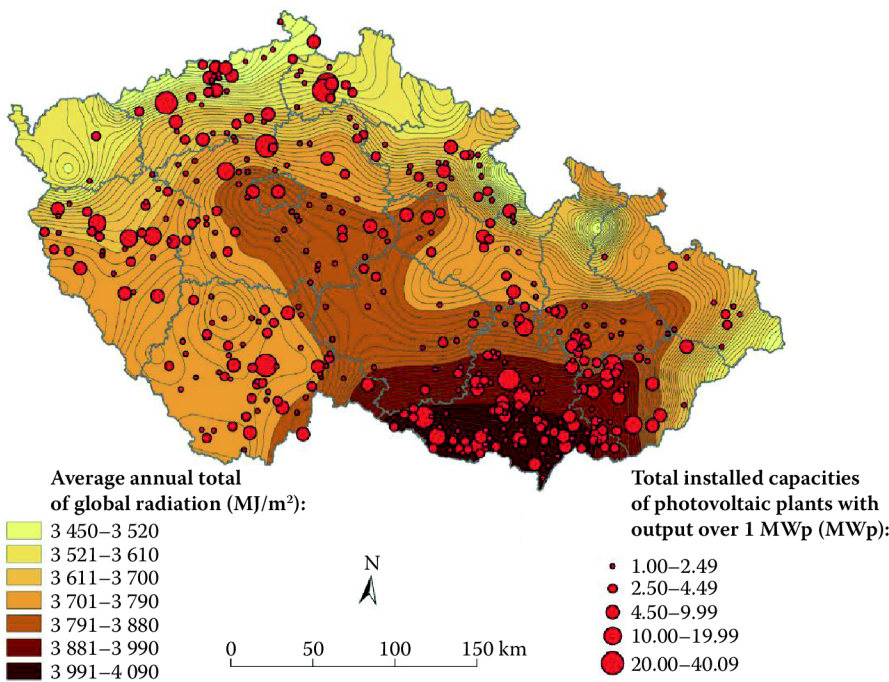 Average annual total
of global radiation (MJ/m²):
3 450–3 520
3 521–3 610
3 611–3 700
3 701–3 790
3 791–3 880
3 881–3 990
3 991–4 090
N
0 50 100 150 km
Total installed capacities
of photovoltaic plants with
output over 1 MWp (MWp):
1.00–2.49
2.50–4.49
4.50–9.99
10.00–19.99
20.00–40.09